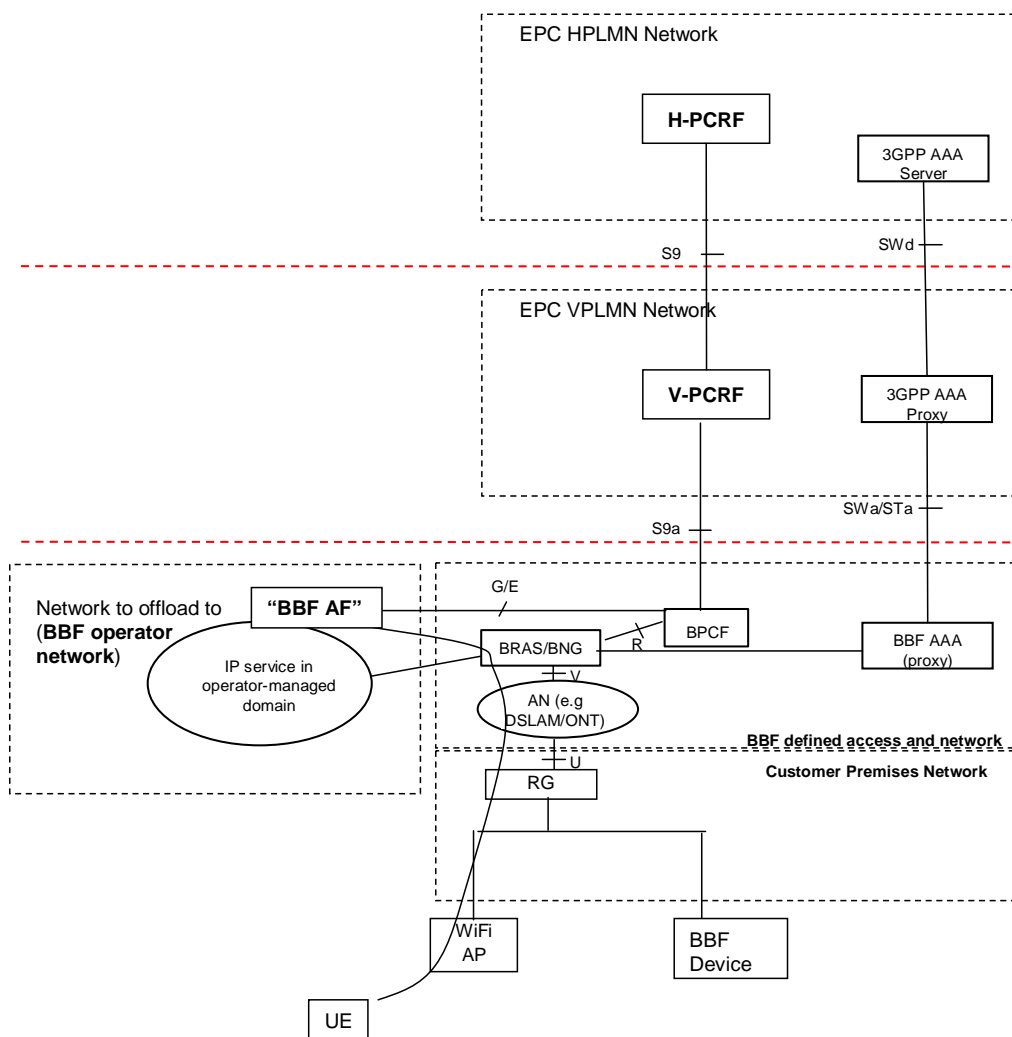 EPC HPLMN Network
H-PCRF
3GPP AAA
Server
S9
SWd
EPC VPLMN Network
V-PCRF
3GPP AAA
Proxy
SWa/STa
S9a
G/E
Network to offload to
(BBF operator
network)
“BBF AF”
BPCF
R
BRAS/BNG
BBF AAA
(proxy)
IP service in
operator-managed
domain
V
AN (e.g
DSLAM/ONT)
BBF defined access and network
U
Customer Premises Network
RG
WiFi
AP
BBF
Device
UE